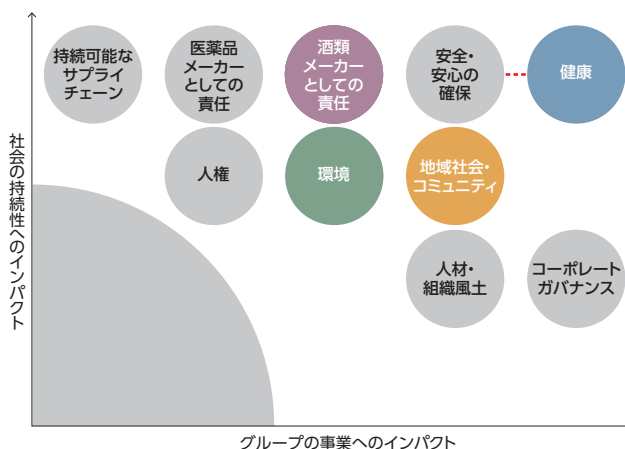 持続可能な
サプライ
チェーン
医薬品
メーカー
としての
責任
酒類
メーカー
としての
責任
安全・
安心の
確保
健康
人権
環境
地域社会・
コミュニティ
人材・
組織風土
コーポレート
ガバナンス
社会の持続性へのインパクト
グループの事業へのインパクト